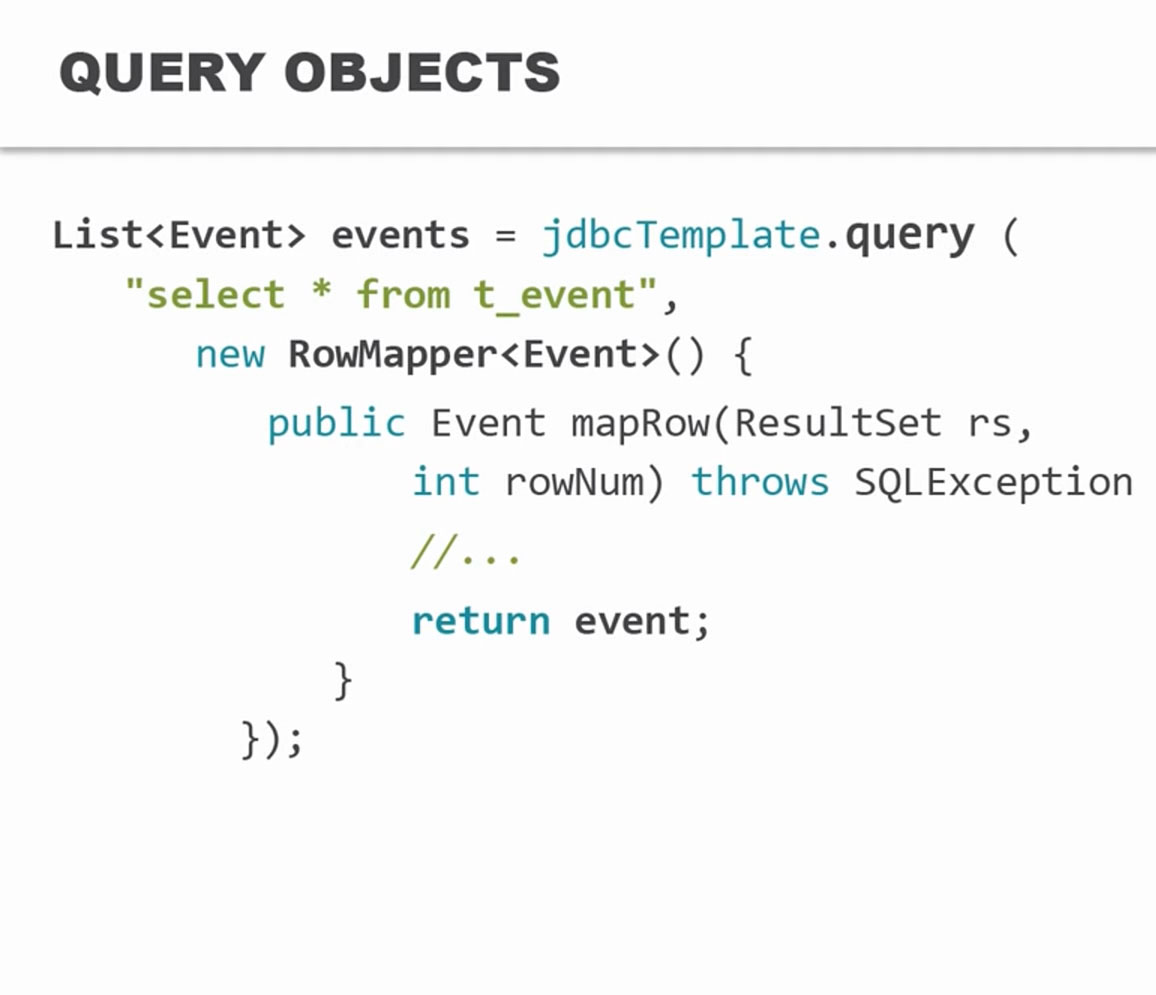 QUERY OBJECTS
List<Event> events = jdbcTemplate.query (
"select * from t_event",
new RowMapper<Event>() {
public Event mapRow(ResultSet rs,
int rowNum) throws SQLException
//...
return event;
}
});